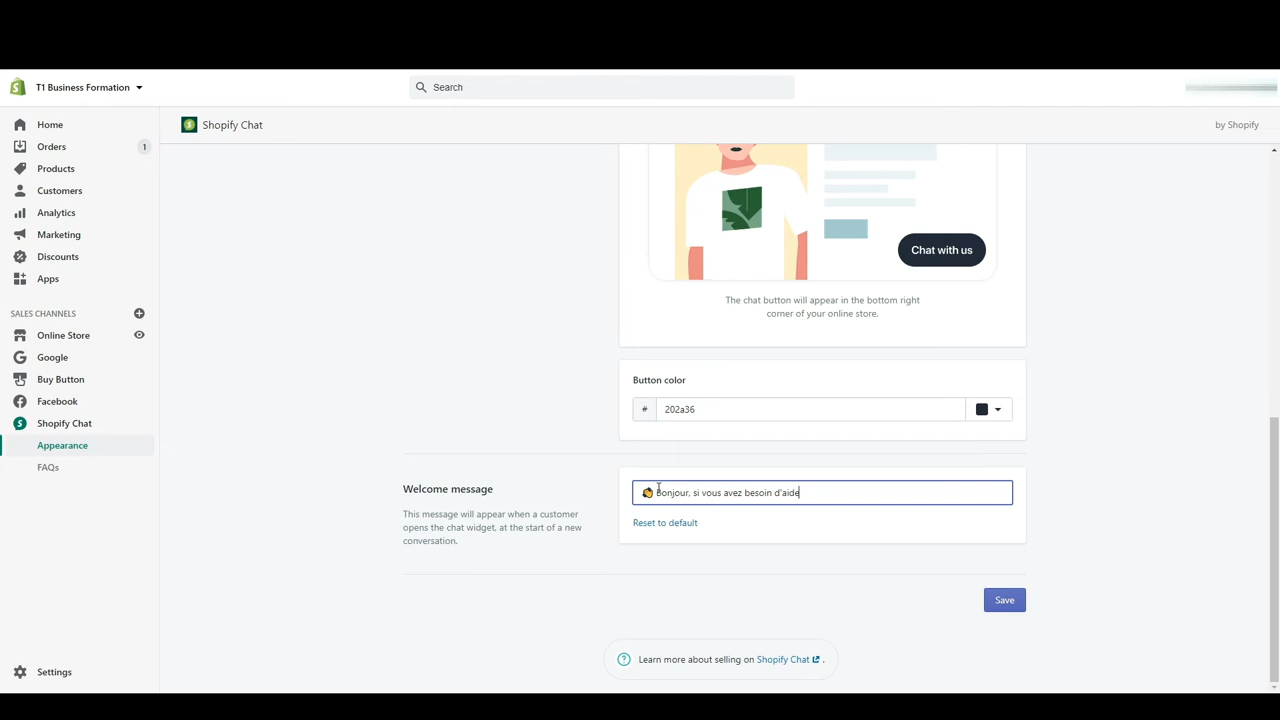 T1 Business Formation
Search
Home
Orders
1
Products
Customers
Analytics
Marketing
Discounts
Apps
SALES CHANNELS
Online Store
Google
Buy Button
Facebook
Shopify Chat
Appearance
FAQs
Settings
Shopify Chat
by Shopify
Chat with us
The chat button will appear in the bottom right
corner of your online store.
Button color
#
202a36
Welcome message
This message will appear when a customer
opens the chat widget, at the start of a new
conversation.
👋 Bonjour, si vous avez besoin d'aide
Reset to default
Save
Learn more about selling on Shopify Chat .